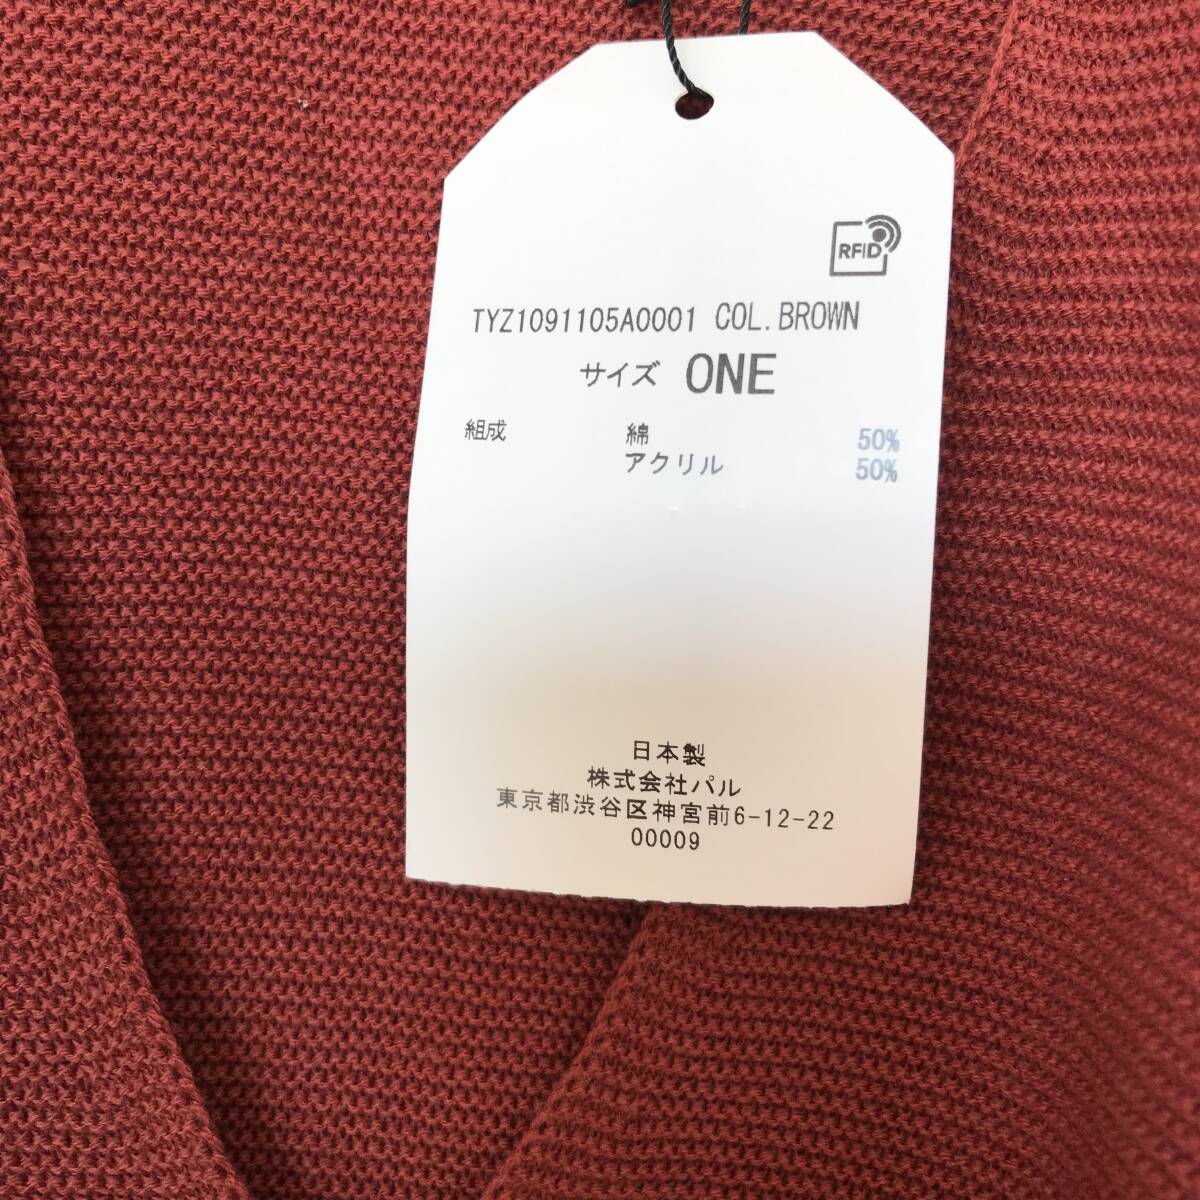 RFID
TYZ1091105A0001 COL.BROWN
サイズ ONE
組成 綿 50%
アクリル 50%
日本製
株式会社パル
東京都渋谷区神宮前6-12-22
00009